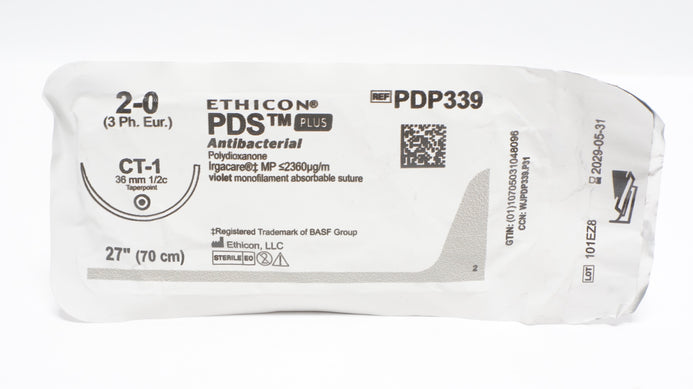 2-0
(3 Ph. Eur.)
CT-1
36 mm 1/2c
Taperpoint
27" (70 cm)
ETHICON®
PDS™ PLUS
Antibacterial
Polydioxanone
Irgacare®‡ MP ≤2360µg/m
violet monofilament absorbable suture
‡Registered Trademark of BASF Group
Ethicon, LLC
STERILE EO
REF PDP339
2
GTIN: (01)10705031048096
CCN: WJPDP339.P31
LOT 101EZ8
2029-05-31